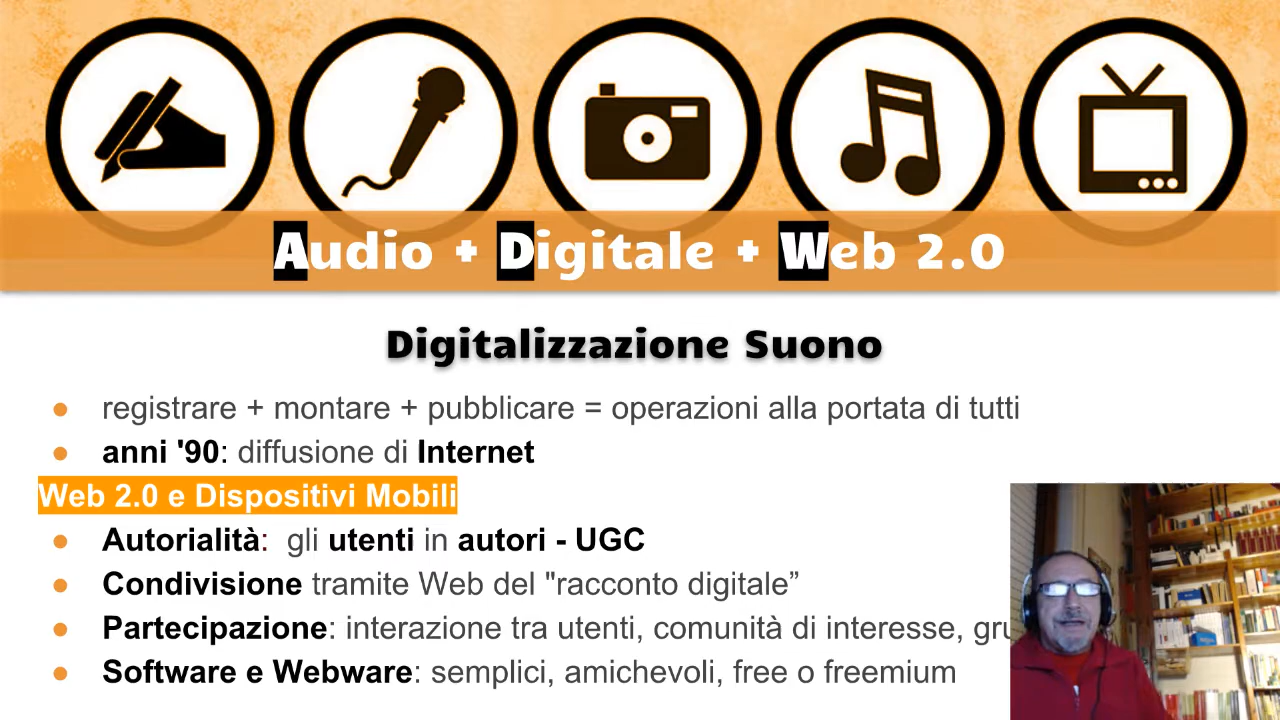 Audio + Digitale + Web 2.0
Digitalizzazione Suono
● registrare + montare + pubblicare = operazioni alla portata di tutti
● anni '90: diffusione di Internet
Web 2.0 e Dispositivi Mobili
● Autorialità: gli utenti in autori - UGC
● Condivisione tramite Web del "racconto digitale”
● Partecipazione: interazione tra utenti, comunità di interesse,
● Software e Webware: semplici, amichevoli, free o freemium